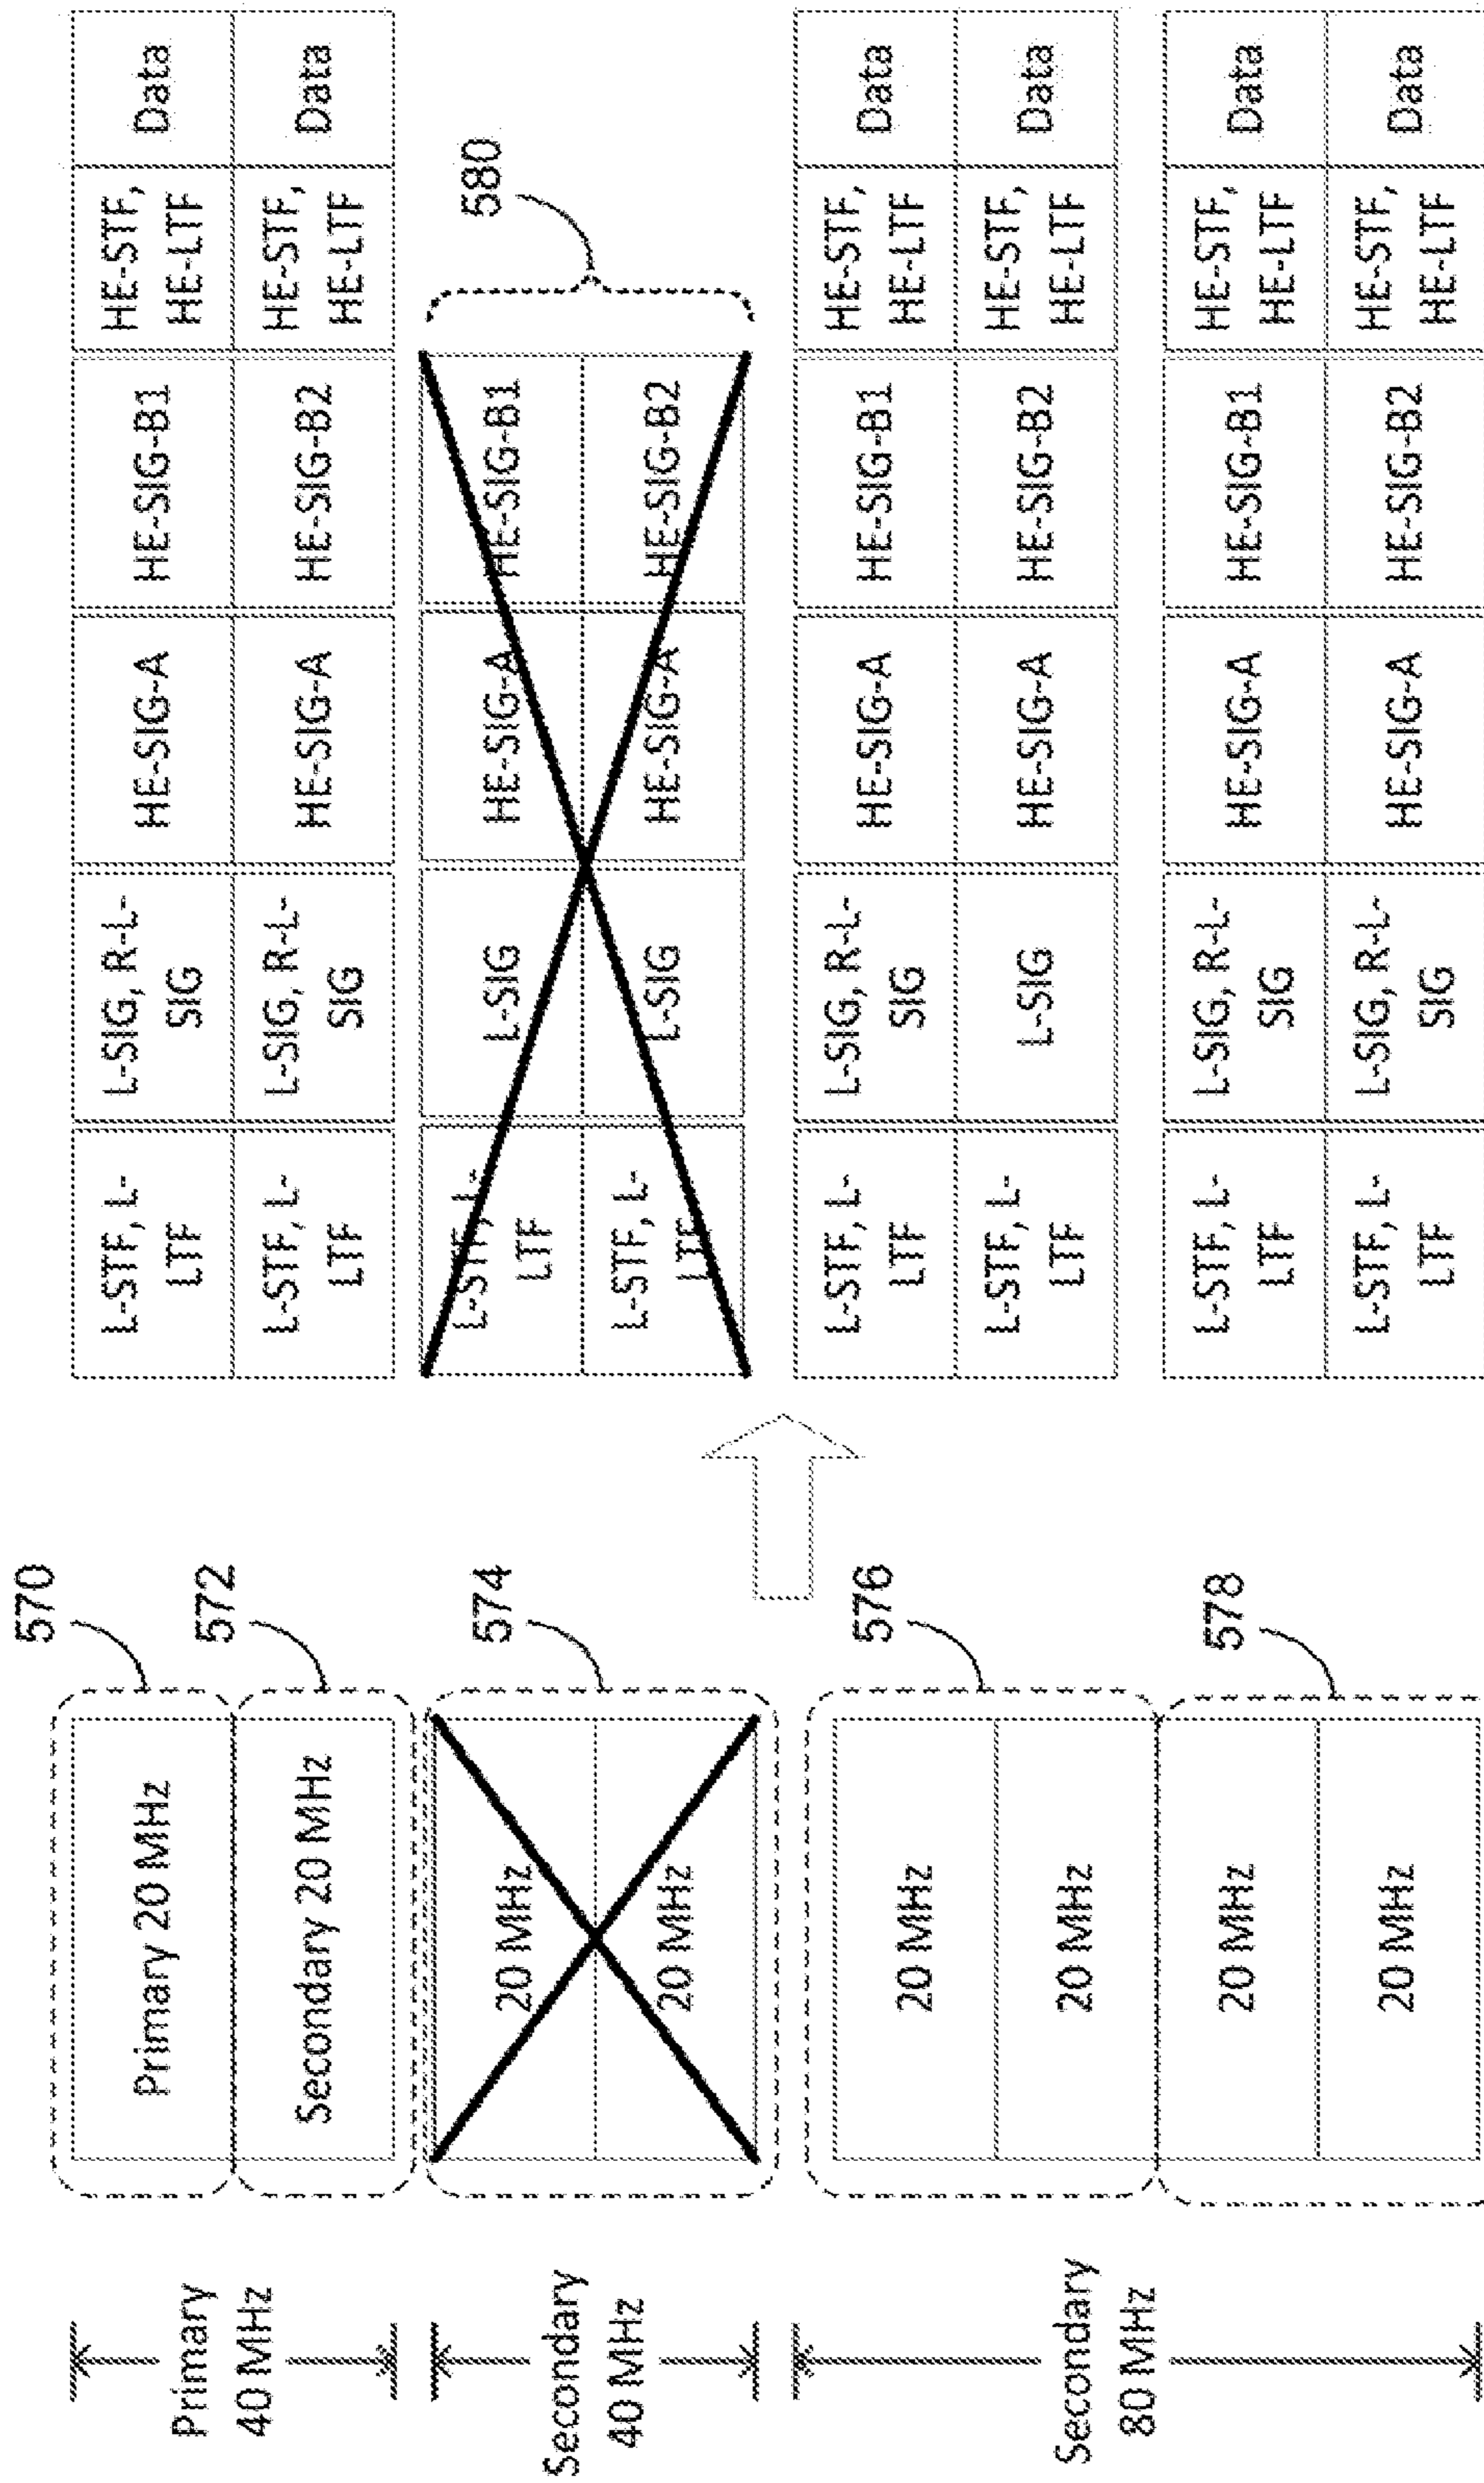 570
Primary 20 MHz
572
Secondary 20 MHz
Primary
40 MHz
574
20 MHz
20 MHz
Secondary
40 MHz
576
20 MHz
20 MHz
578
20 MHz
20 MHz
Secondary
80 MHz
L-STF, L-
LTF
L-SIG, R-L-
SIG
HE-SIG-A
HE-SIG-B1
HE-STF,
HE-LTF
Data
L-STF, L-
LTF
L-SIG, R-L-
SIG
HE-SIG-A
HE-SIG-B2
HE-STF,
HE-LTF
Data
L-STF, L-
LTF
L-SIG
HE-SIG-A
HE-SIG-B1
L-STF, L-
LTF
L-SIG
HE-SIG-A
HE-SIG-B2
580
L-STF, L-
LTF
L-SIG, R-L-
SIG
HE-SIG-A
HE-SIG-B1
HE-STF,
HE-LTF
Data
L-STF, L-
LTF
L-SIG
HE-SIG-A
HE-SIG-B2
HE-STF,
HE-LTF
Data
L-STF, L-
LTF
L-SIG, R-L-
SIG
HE-SIG-A
HE-SIG-B1
HE-STF,
HE-LTF
Data
L-STF, L-
LTF
L-SIG, R-L-
SIG
HE-SIG-A
HE-SIG-B2
HE-STF,
HE-LTF
Data